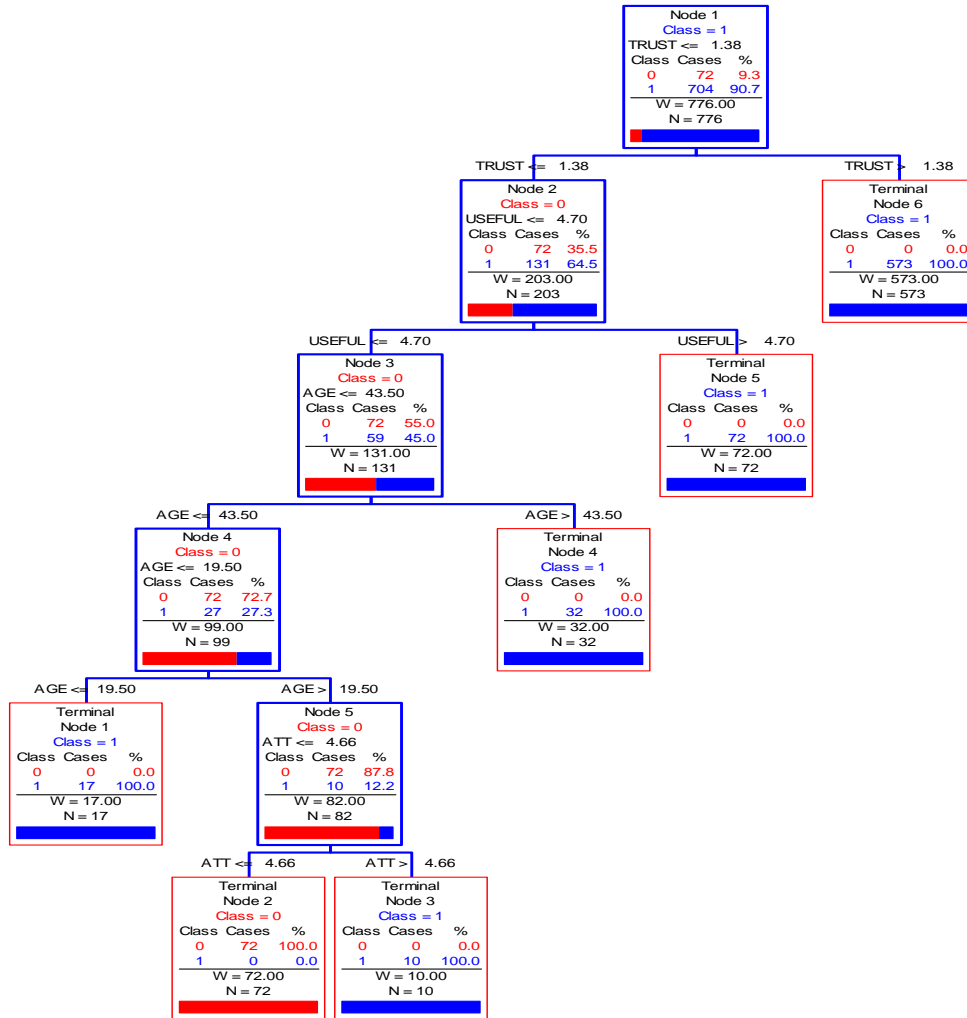 Node 1
Class = 1
TRUST <= 1.38
Class Cases %
0 72 9.3
1 704 90.7
W = 776.00
N = 776
TRUST <= 1.38
TRUST > 1.38
Node 2
Class = 0
USEFUL <= 4.70
Class Cases %
0 72 35.5
1 131 64.5
W = 203.00
N = 203
Terminal
Node 6
Class = 1
Class Cases %
0 0 0.0
1 573 100.0
W = 573.00
N = 573
USEFUL <= 4.70
USEFUL > 4.70
Node 3
Class = 0
AGE <= 43.50
Class Cases %
0 72 55.0
1 59 45.0
W = 131.00
N = 131
Terminal
Node 5
Class = 1
Class Cases %
0 0 0.0
1 72 100.0
W = 72.00
N = 72
AGE <= 43.50
AGE > 43.50
Node 4
Class = 0
AGE <= 19.50
Class Cases %
0 72 72.7
1 27 27.3
W = 99.00
N = 99
Terminal
Node 4
Class = 1
Class Cases %
0 0 0.0
1 32 100.0
W = 32.00
N = 32
AGE <= 19.50
AGE > 19.50
Terminal
Node 1
Class = 1
Class Cases %
0 0 0.0
1 17 100.0
W = 17.00
N = 17
Node 5
Class = 0
ATT <= 4.66
Class Cases %
0 72 87.8
1 10 12.2
W = 82.00
N = 82
ATT <= 4.66
ATT > 4.66
Terminal
Node 2
Class = 0
Class Cases %
0 72 100.0
1 0 0.0
W = 72.00
N = 72
Terminal
Node 3
Class = 1
Class Cases %
0 0 0.0
1 10 100.0
W = 10.00
N = 10